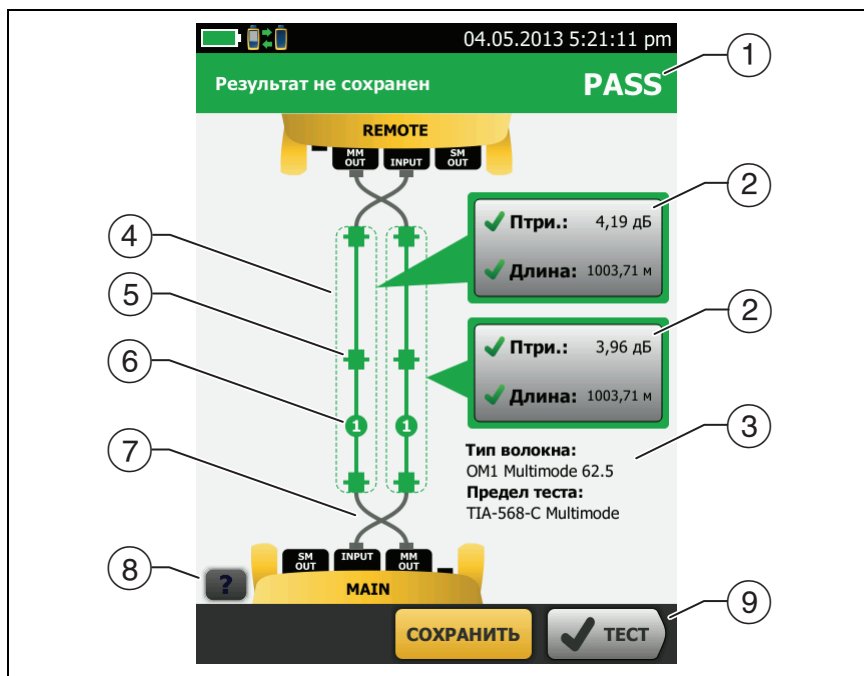 04.05.2013 5:21:11 pm
Результат не сохранен PASS
1
REMOTE
MM OUT
INPUT
SM OUT
2
Птри.: 4,19 дБ
Длина: 1003,71 м
4
5
2
Птри.: 3,96 дБ
Длина: 1003,71 м
6
1
1
3
Тип волокна:
OM1 Multimode 62.5
Предел теста:
TIA-568-C Multimode
7
SM OUT
INPUT
MM OUT
8
?
MAIN
9
СОХРАНИТЬ
ТЕСТ